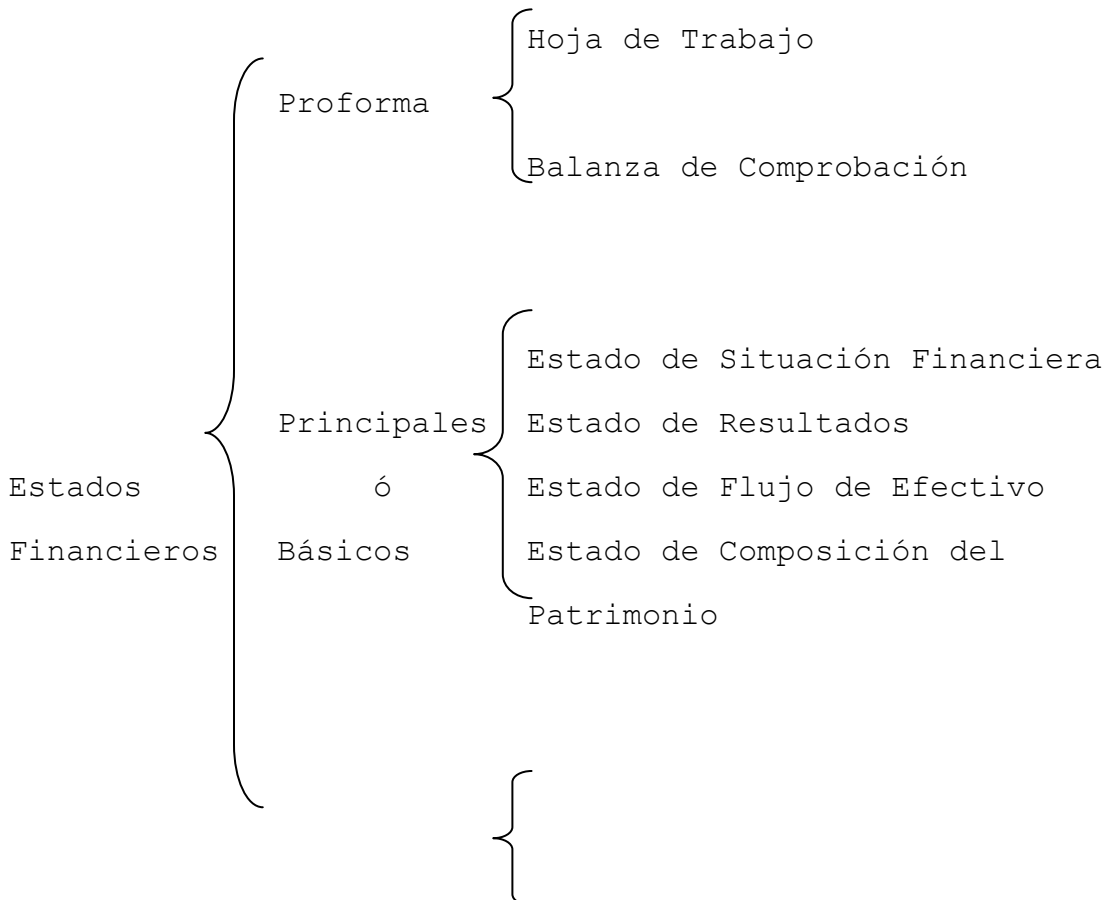 Hoja de Trabajo
Proforma
Balanza de Comprobación
Estado de Situación Financiera
Principales Estado de Resultados
Estados ó Estado de Flujo de Efectivo
Financieros Básicos Estado de Composición del
Patrimonio